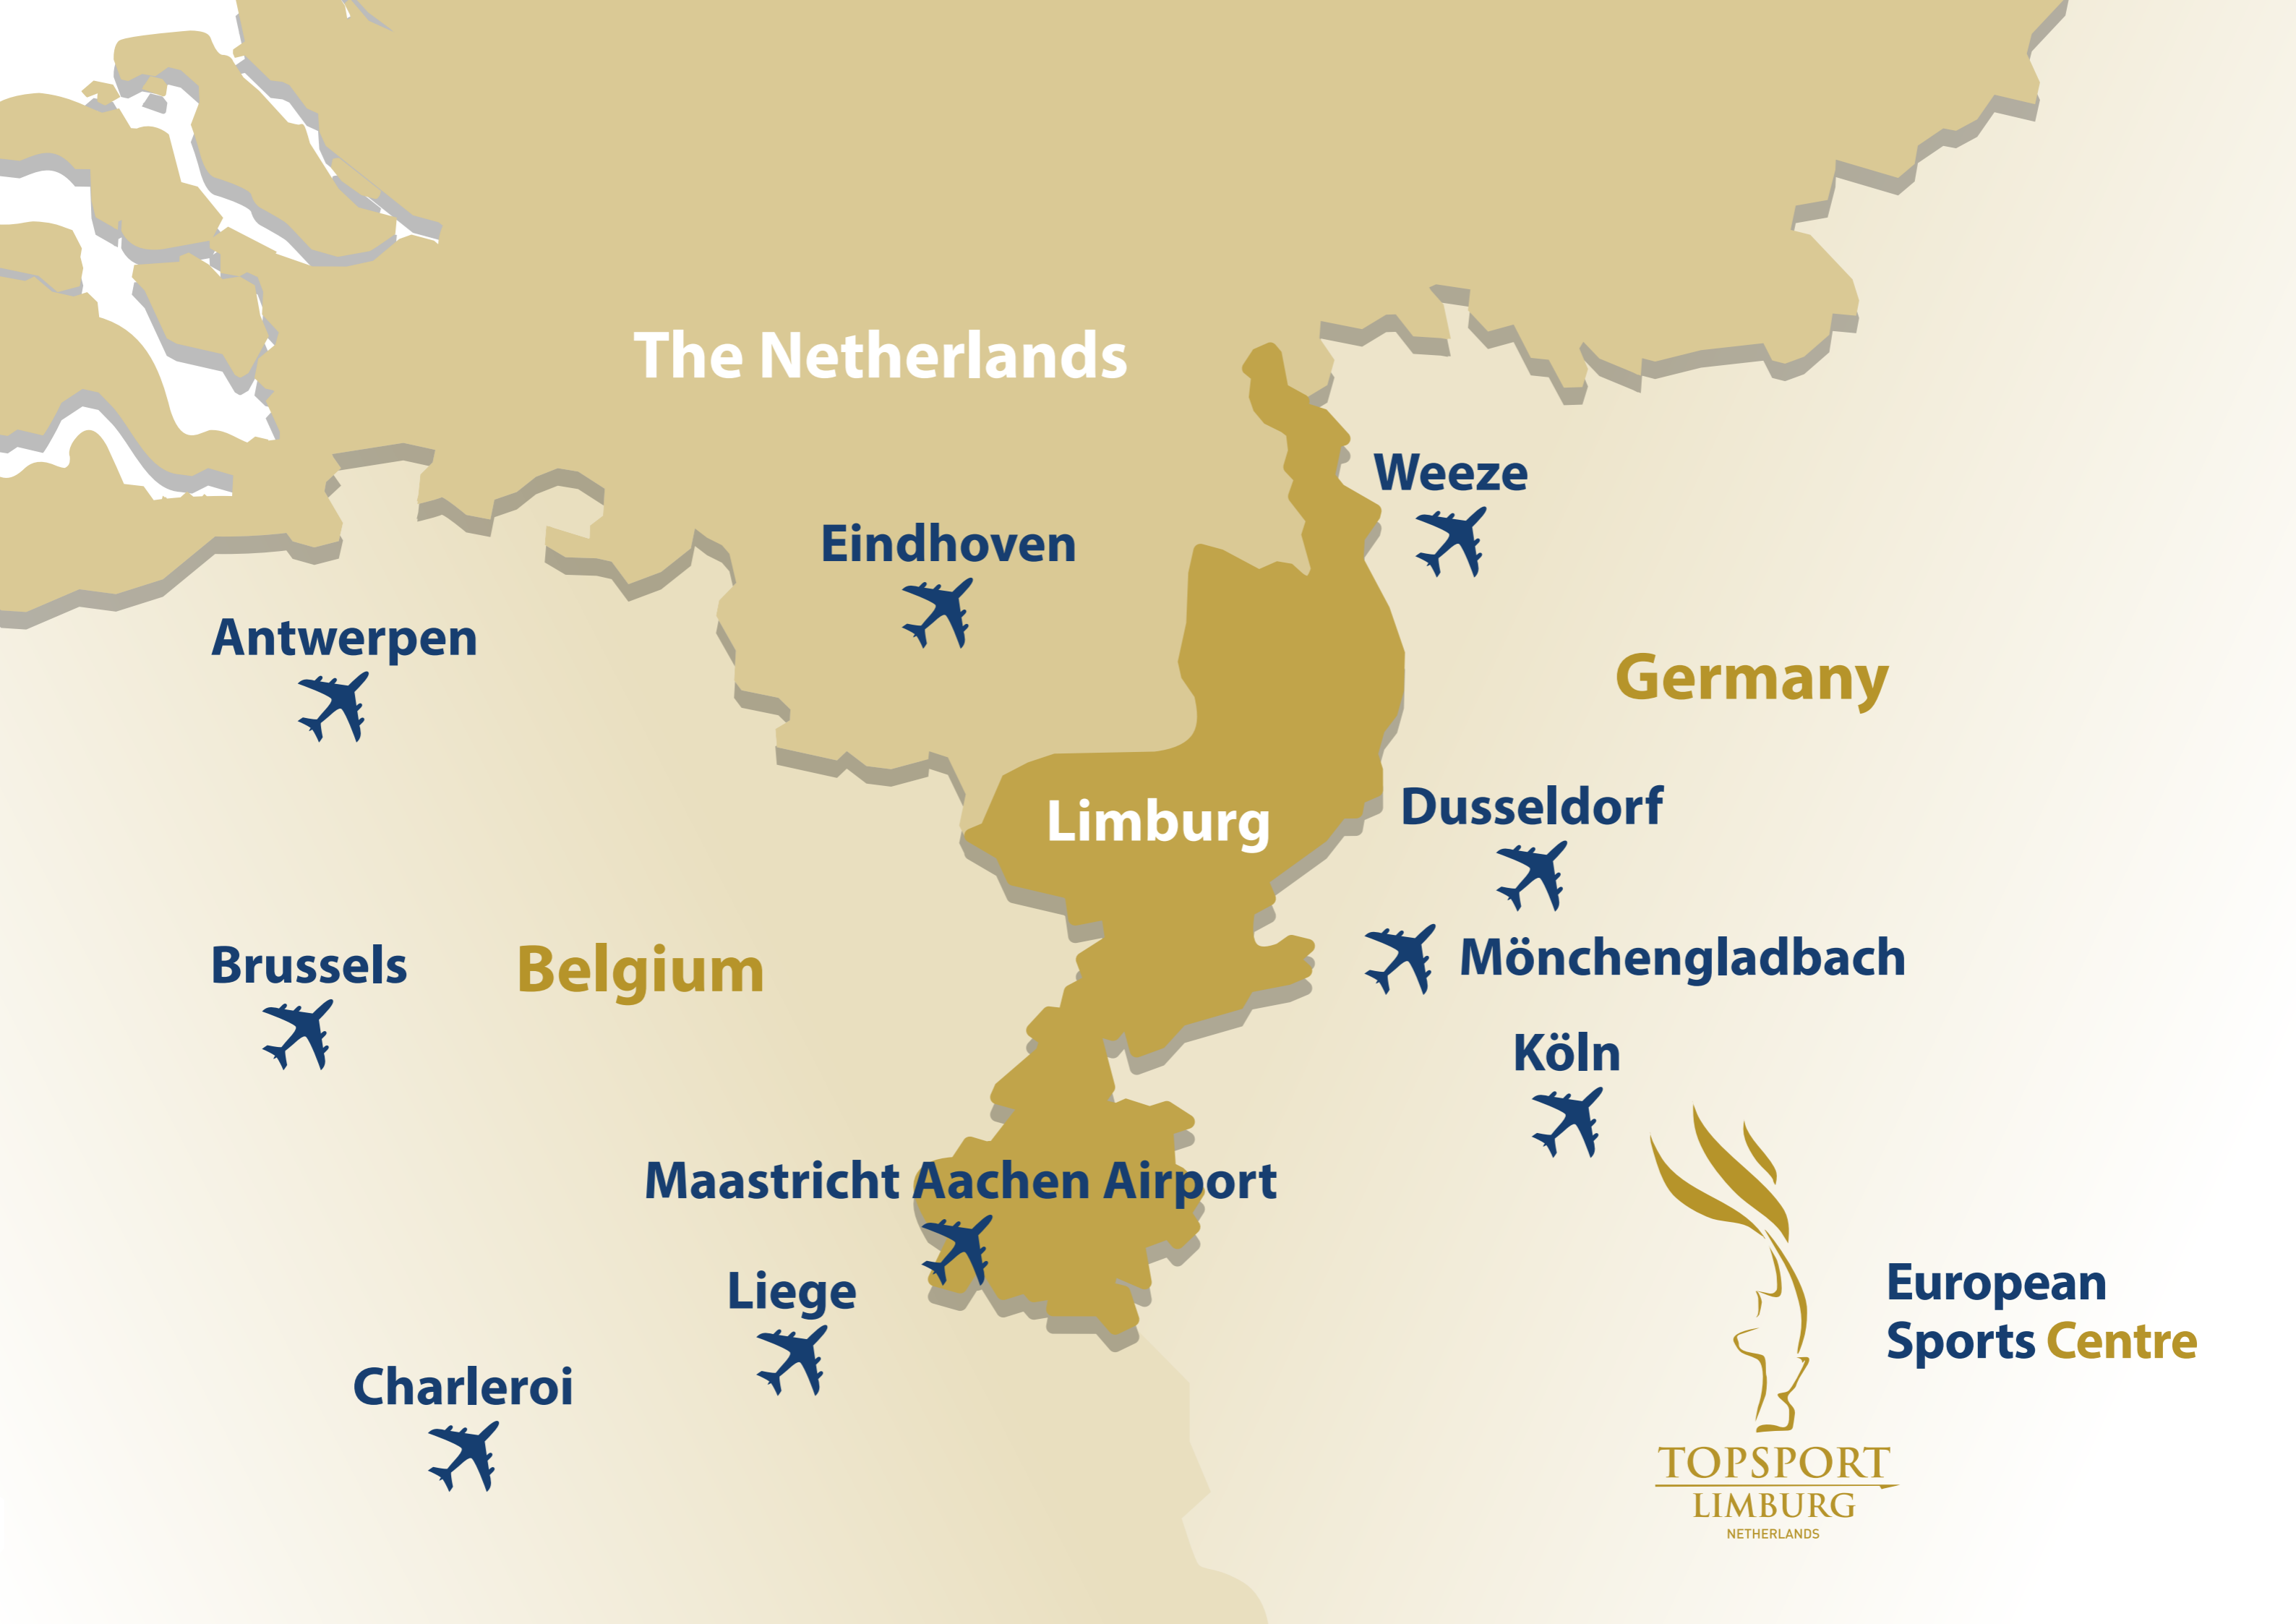 The Netherlands
Weeze
Eindhoven
Antwerpen
Germany
Dusseldorf
Limburg
Brussels
Belgium
Mönchengladbach
Köln
Maastricht Aachen Airport
Liege
Charleroi
European
Sports Centre
TOPSPORT
LIMBURG
NETHERLANDS